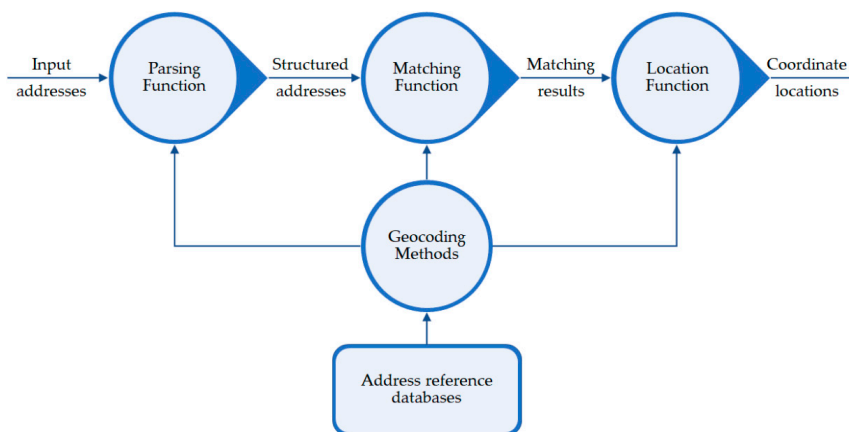 Input
addresses
Parsing
Function
Structured
addresses
Matching
Function
Matching
results
Location
Function
Coordinate
locations
Geocoding
Methods
Address reference
databases